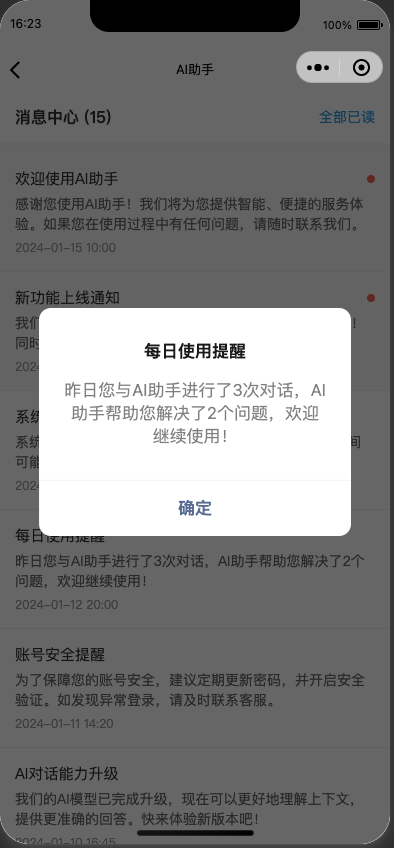 16:23
100%
AI助手
消息中心 (15)
全部已读
欢迎使用AI助手
感谢您使用AI助手！我们将为您提供智能、便捷的服务体
验。如果您在使用过程中有任何问题，请随时联系我们。
2024-01-15 10:00
新功能上线通知
我们
！
同时
202
每日使用提醒
昨日您与AI助手进行了3次对话，AI
助手帮助您解决了2个问题，欢迎
继续使用！
确定
系统
系统
间
可能
202
每日使用提醒
昨日您与AI助手进行了3次对话，AI助手帮助您解决了2个
问题，欢迎继续使用！
2024-01-12 20:00
账号安全提醒
为了保障您的账号安全，建议定期更新密码，并开启安全
验证。如发现异常登录，请及时联系客服。
2024-01-11 14:20
AI对话能力升级
我们的AI模型已完成升级，现在可以更好地理解上下文，
提供更准确的回答。快来体验新版本吧！
2024-01-10 16:45